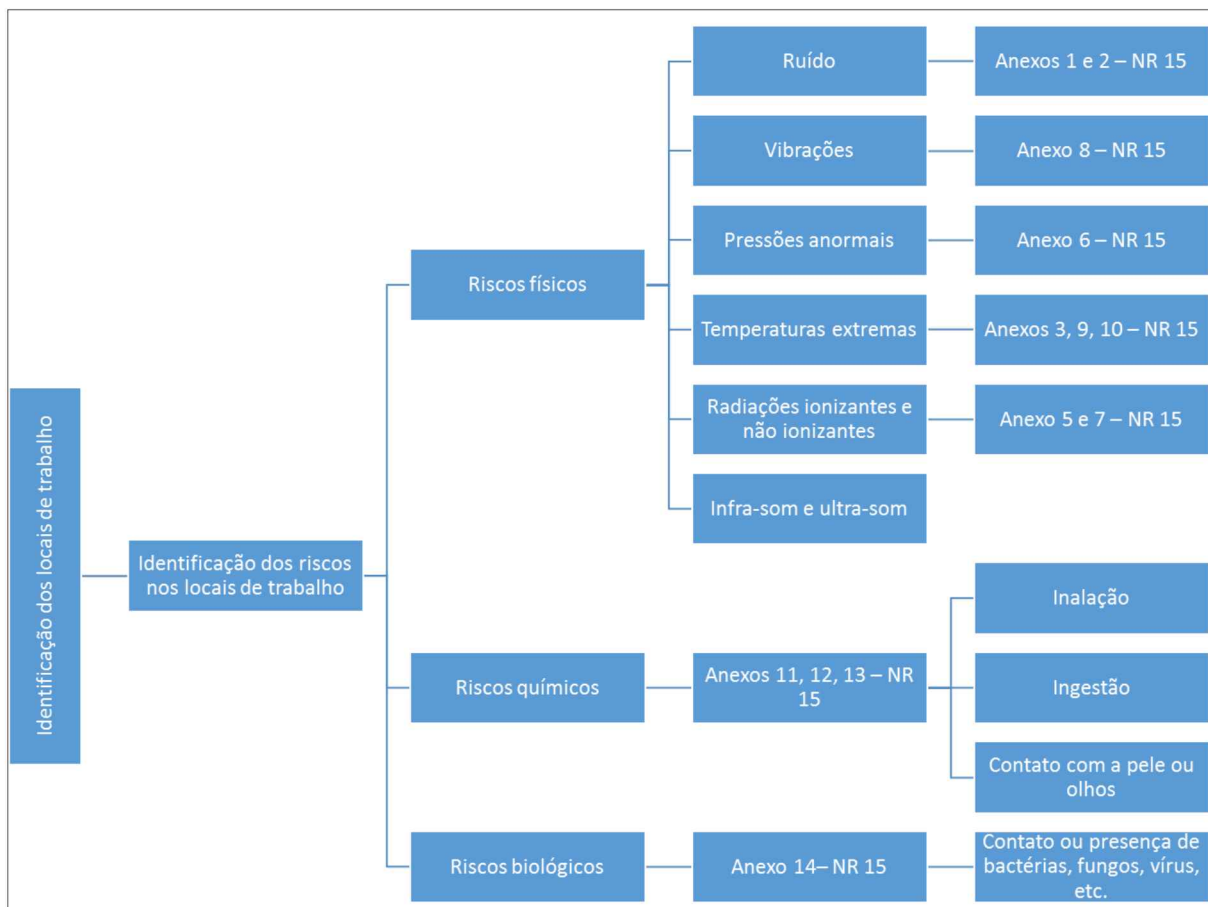 Identificação dos locais de trabalho
Identificação dos riscos
nos locais de trabalho
Riscos físicos
Ruído
Anexos 1 e 2 – NR 15
Vibrações
Anexo 8 – NR 15
Pressões anormais
Anexo 6 – NR 15
Temperaturas extremas
Anexos 3, 9, 10 – NR 15
Radiações ionizantes e
não ionizantes
Anexo 5 e 7 – NR 15
Infra-som e ultra-som
Riscos químicos
Anexos 11, 12, 13 – NR
15
Inalação
Ingestão
Contato com a pele ou
olhos
Riscos biológicos
Anexo 14– NR 15
Contato ou presença de
bactérias, fungos, vírus,
etc.